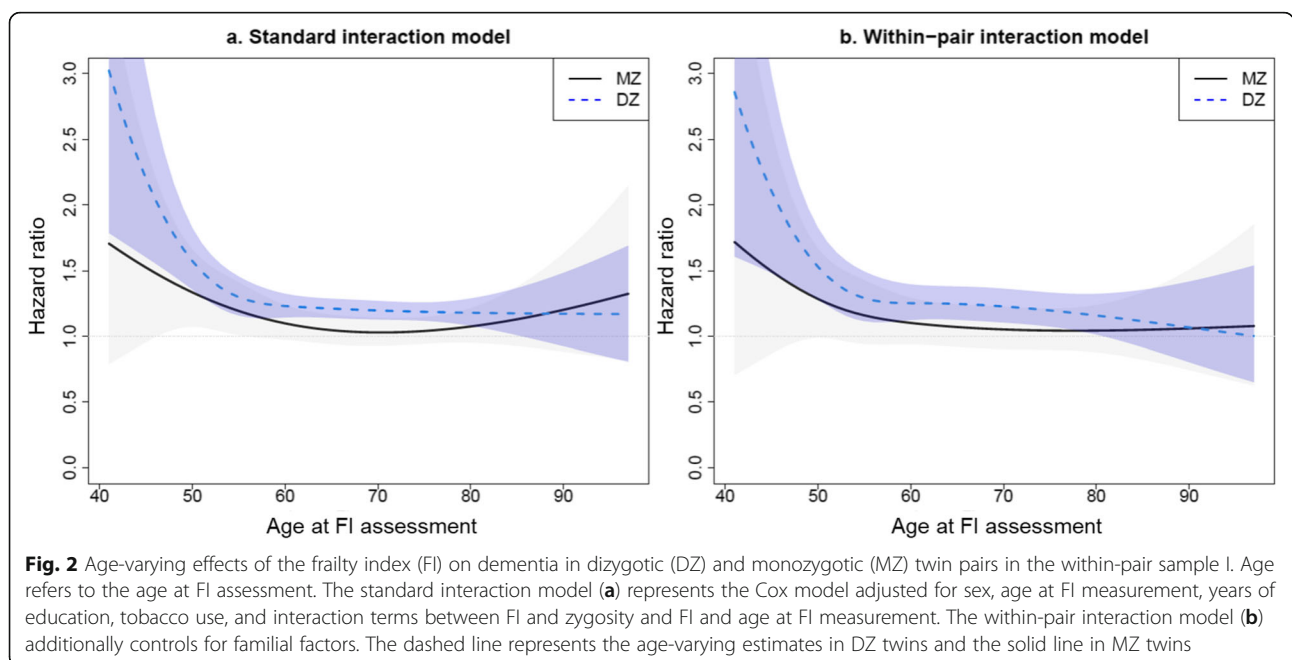 a. Standard interaction model
MZ
DZ
Hazard ratio
3.0
2.5
2.0
1.5
1.0
0.5
0.0
40 50 60 70 80 90
Age at FI assessment
b. Within−pair interaction model
MZ
DZ
Hazard ratio
3.0
2.5
2.0
1.5
1.0
0.5
0.0
40 50 60 70 80 90
Age at FI assessment
Fig. 2 Age-varying effects of the frailty index (FI) on dementia in dizygotic (DZ) and monozygotic (MZ) twin pairs in the within-pair sample I. Age
refers to the age at FI assessment. The standard interaction model (a) represents the Cox model adjusted for sex, age at FI measurement, years of
education, tobacco use, and interaction terms between FI and zygosity and FI and age at FI measurement. The within-pair interaction model (b)
additionally controls for familial factors. The dashed line represents the age-varying estimates in DZ twins and the solid line in MZ twins